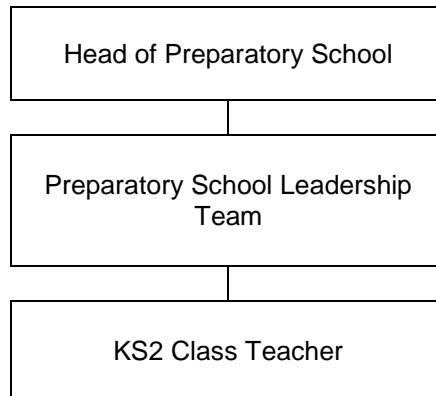 Head of Preparatory School
Preparatory School Leadership
Team
KS2 Class Teacher